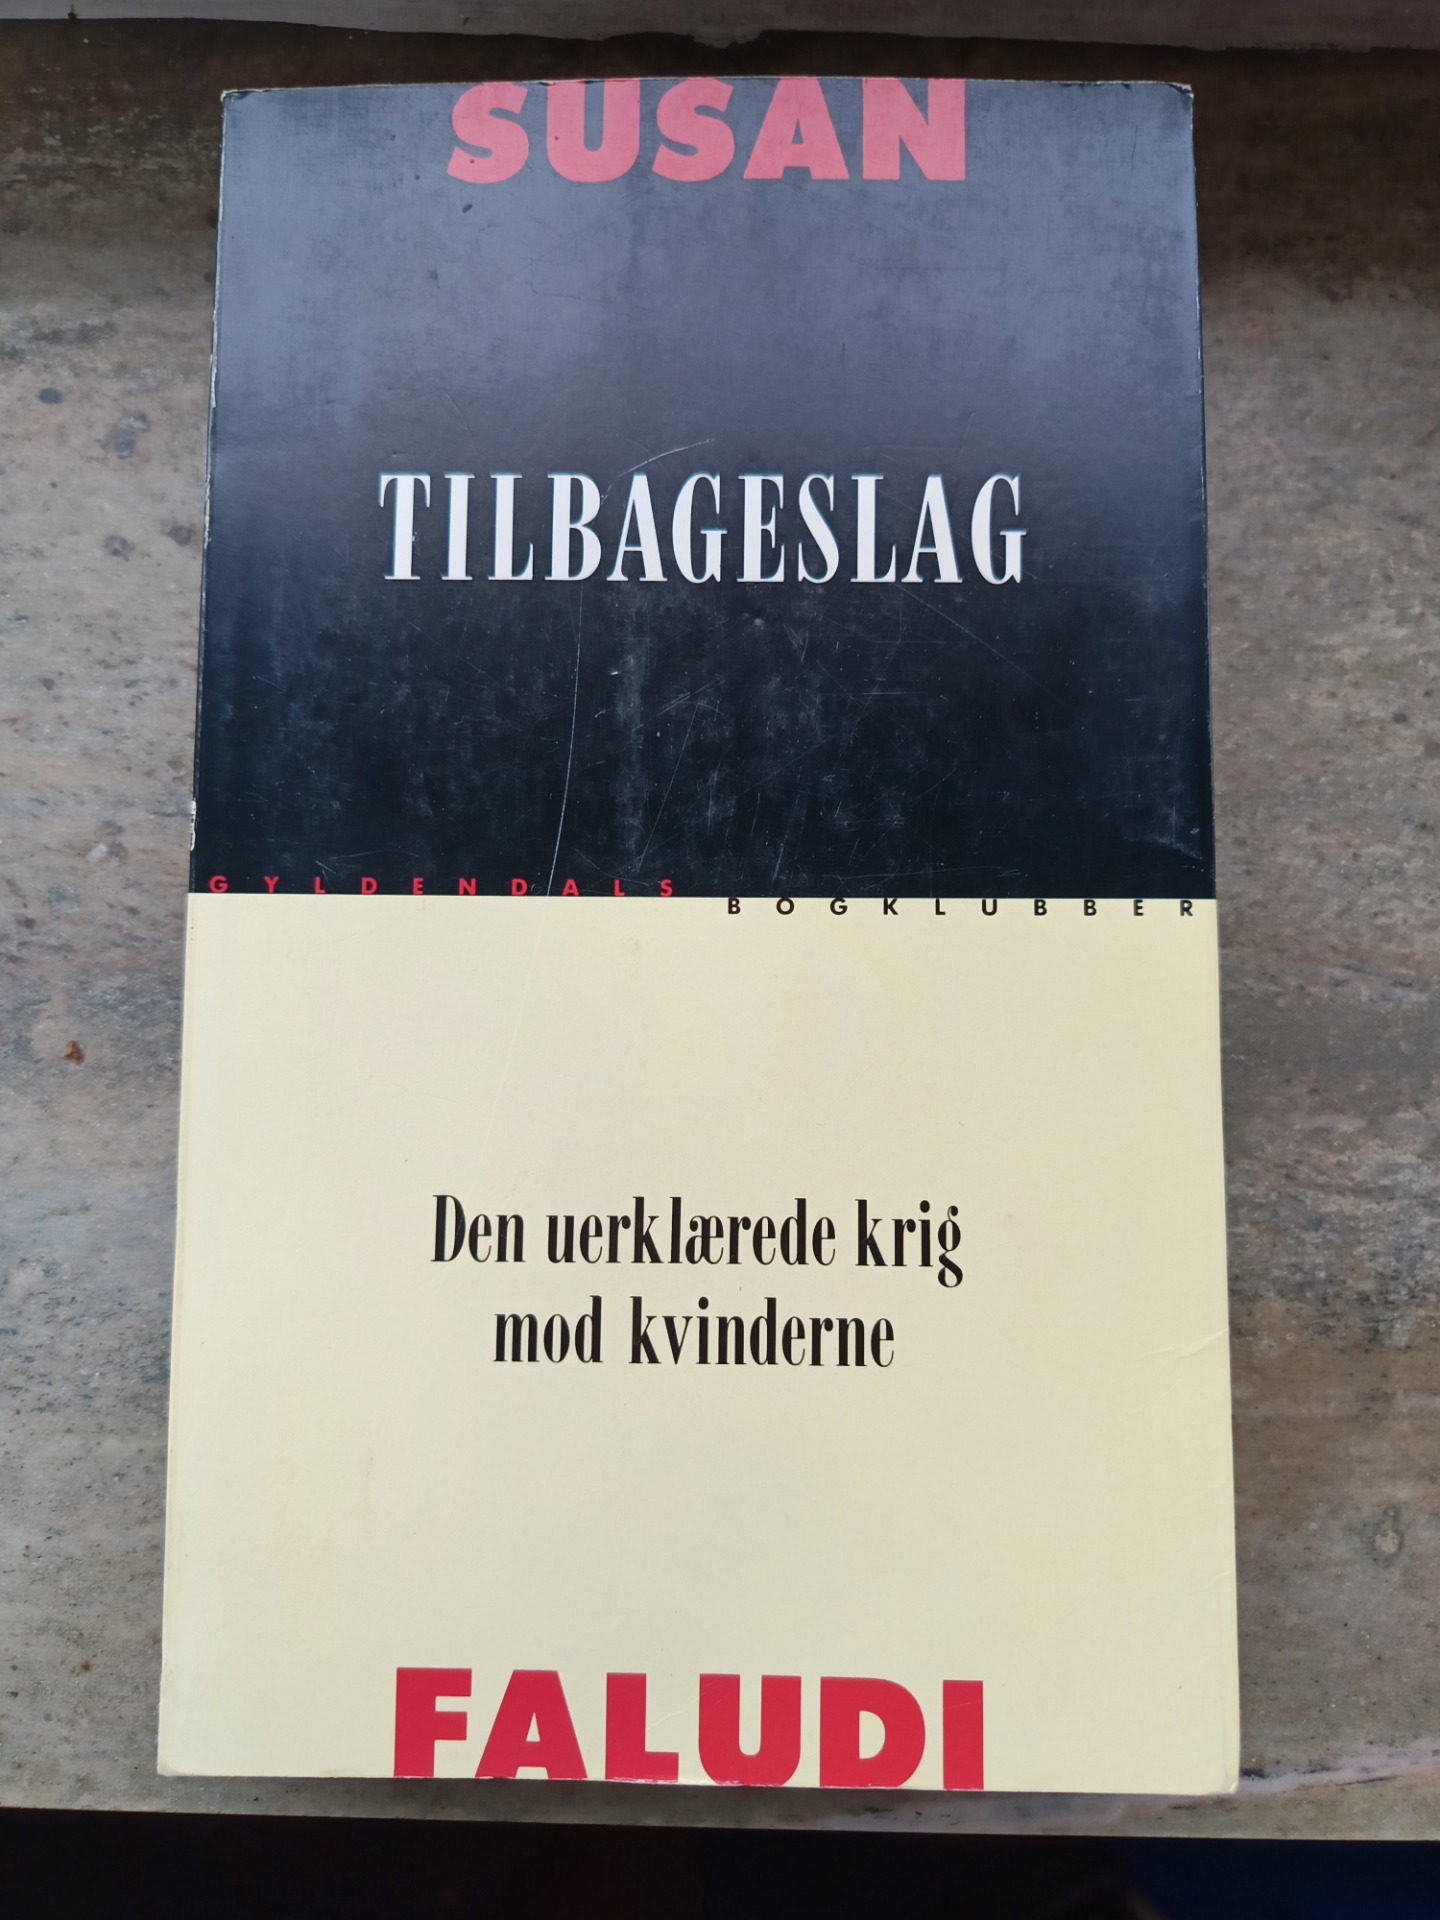 SUSAN
TILBAGESLAG
GYLDENDALS
BOGKLUBBER
Den uerklærede krig
mod kvinderne
FALUDI